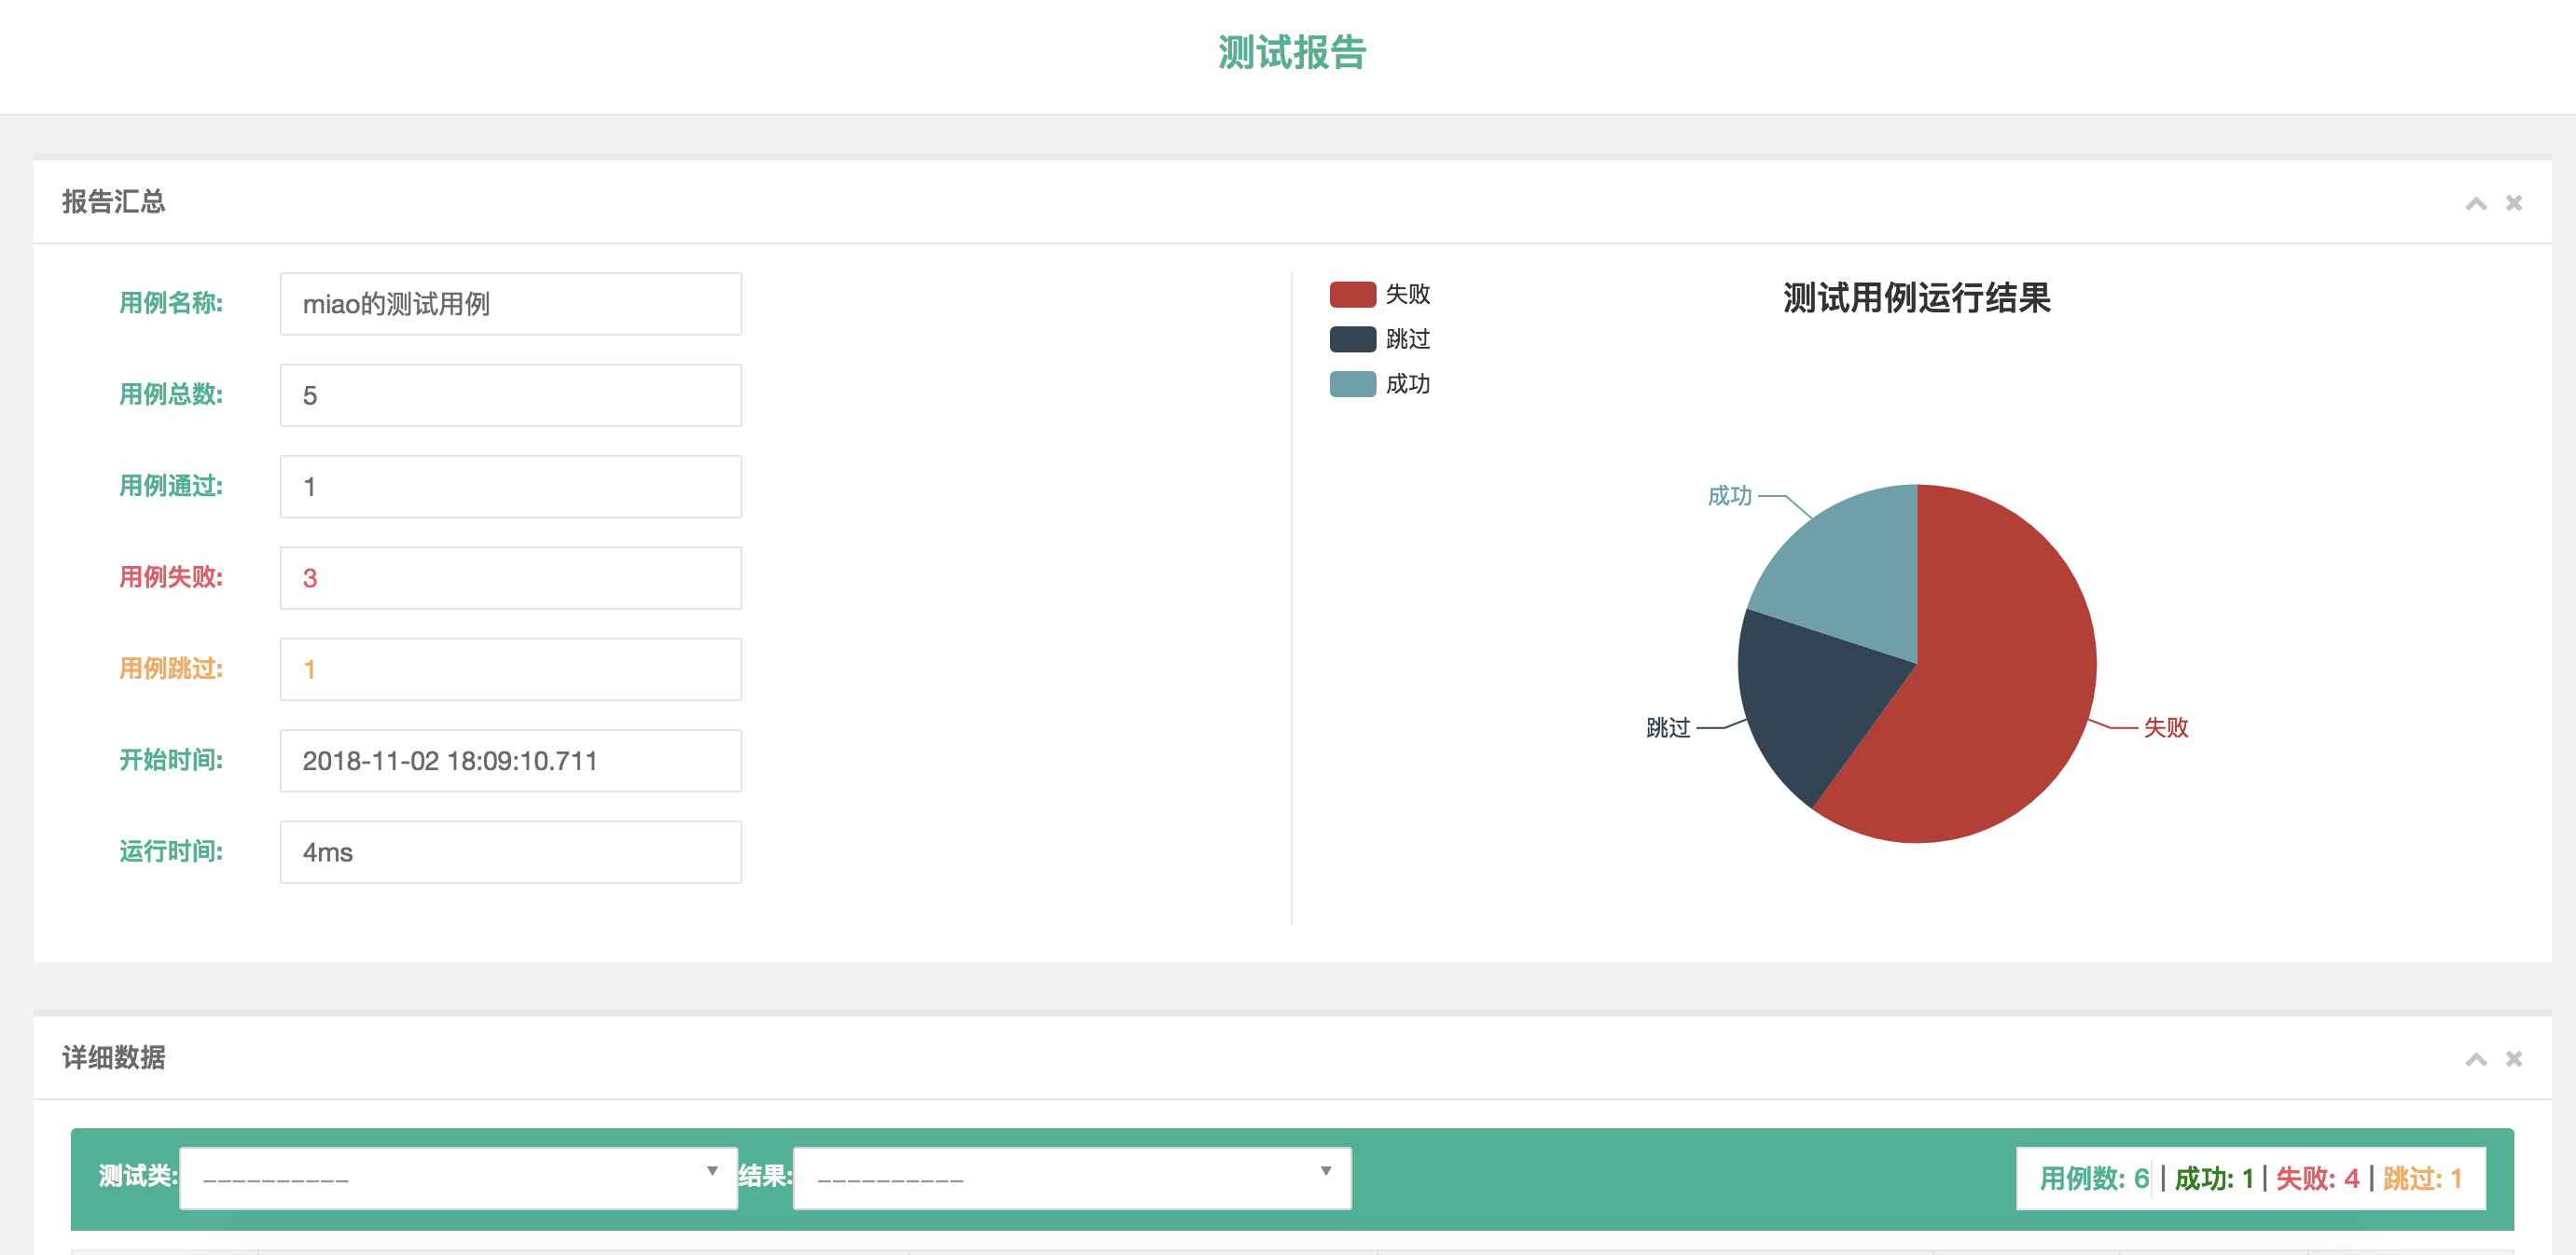 测试报告
报告汇总
用例名称: miao的测试用例
用例总数: 5
用例通过: 1
用例失败: 3
用例跳过: 1
开始时间: 2018-11-02 18:09:10.711
运行时间: 4ms
失败
跳过
成功
测试用例运行结果
成功
跳过
失败
详细数据
测试类: __________ 结果: __________ 用例数: 6 | 成功: 1 | 失败: 4 | 跳过: 1